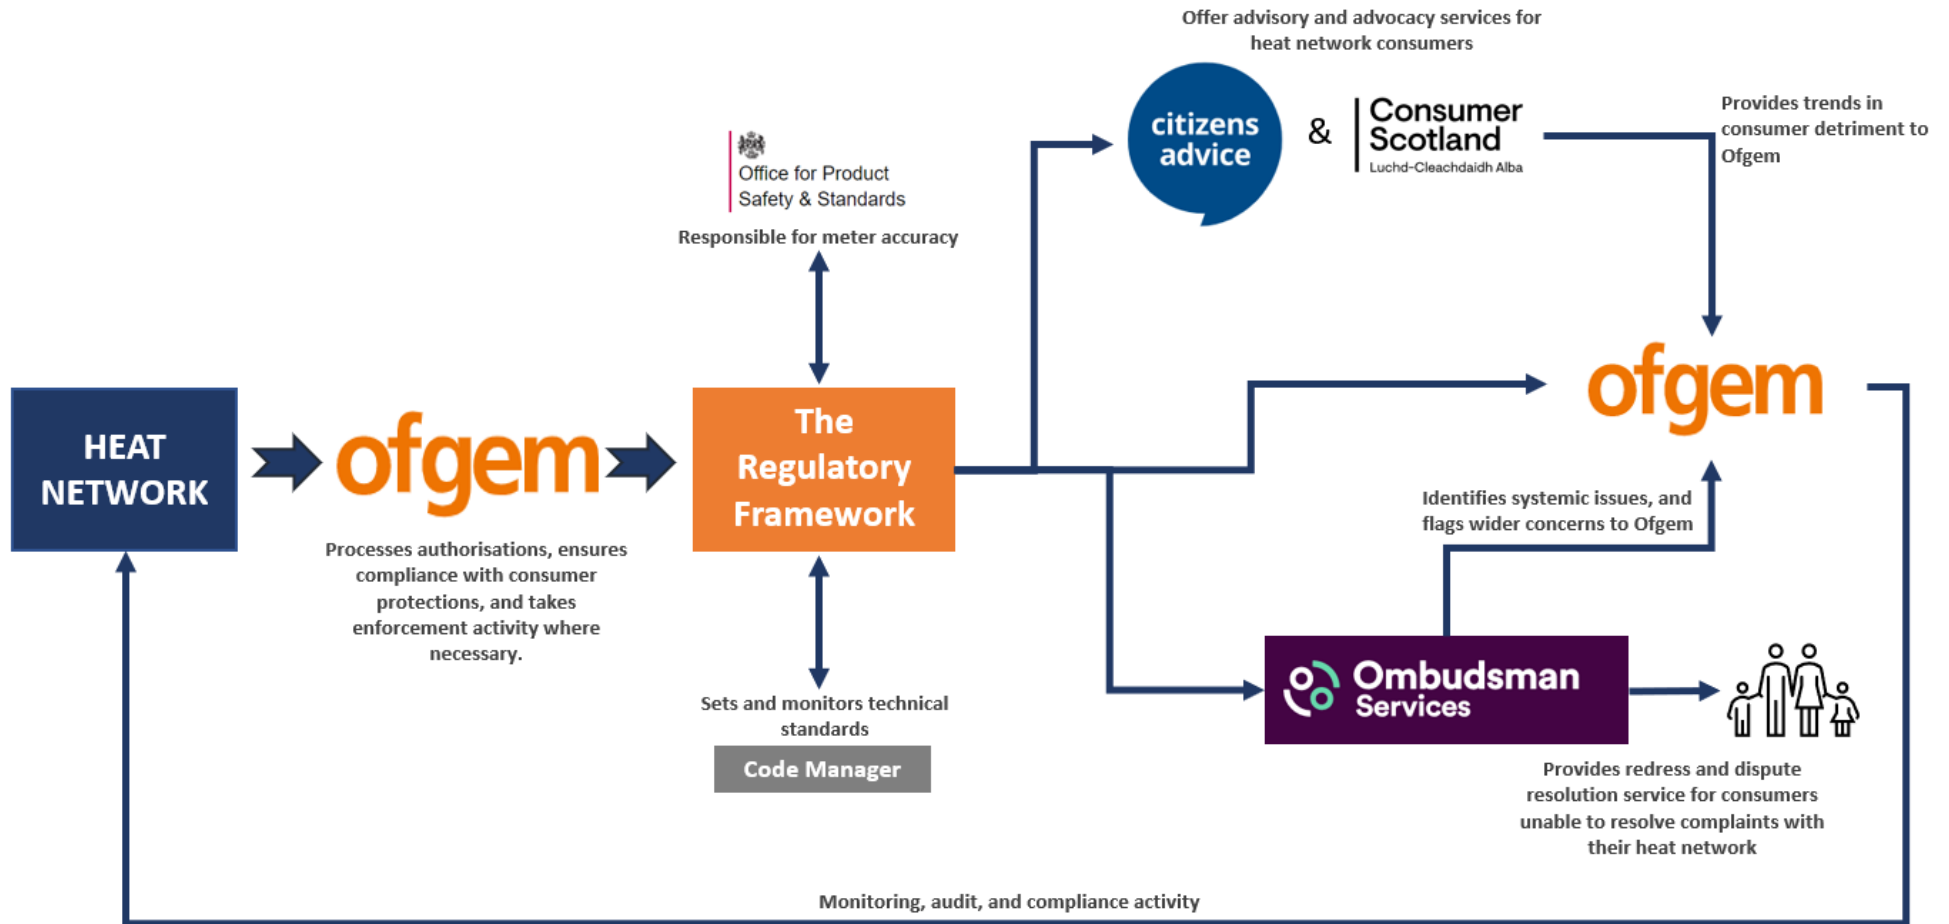 Offer advisory and advocacy services for
heat network consumers
citizens
advice
&
Consumer
Scotland
Luchd-Cleachdaidh Alba
Provides trends in
consumer detriment to
Ofgem
Office for Product
Safety & Standards
Responsible for meter accuracy
HEAT
NETWORK
ofgem
Processes authorisations, ensures
compliance with consumer
protections, and takes
enforcement activity where
necessary.
The
Regulatory
Framework
ofgem
Identifies systemic issues, and
flags wider concerns to Ofgem
Sets and monitors technical
standards
Code Manager
Ombudsman
Services
Provides redress and dispute
resolution service for consumers
unable to resolve complaints with
their heat network
Monitoring, audit, and compliance activity